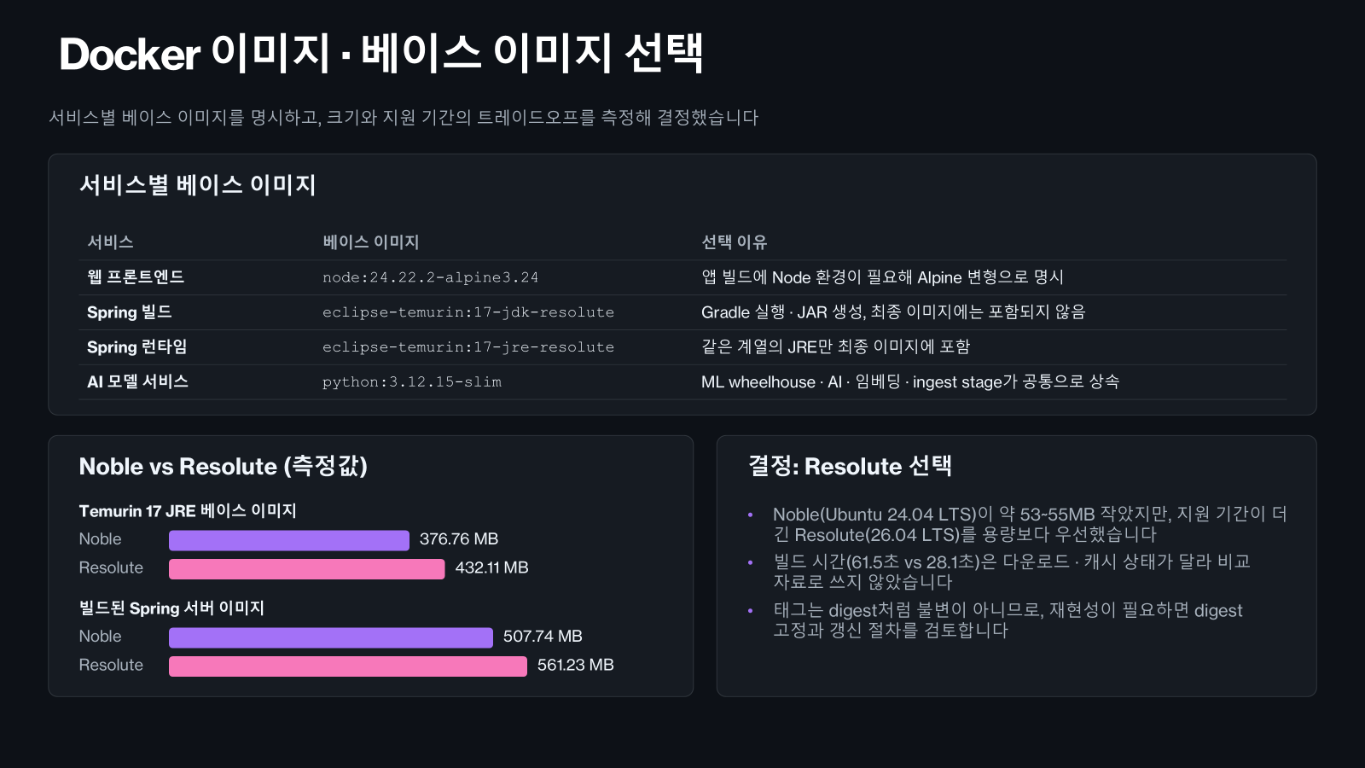 Docker 이미지 · 베이스 이미지 선택
서비스별 베이스 이미지를 명시하고, 크기와 지원 기간의 트레이드오프를 측정해 결정했습니다
서비스별 베이스 이미지
서비스 베이스 이미지 선택 이유
웹 프론트엔드 node:24.22.2-alpine3.24 앱 빌드에 Node 환경이 필요해 Alpine 변형으로 명시
Spring 빌드 eclipse-temurin:17-jdk-resolute Gradle 실행 · JAR 생성, 최종 이미지에는 포함되지 않음
Spring 런타임 eclipse-temurin:17-jre-resolute 같은 계열의 JRE만 최종 이미지에 포함
AI 모델 서비스 python:3.12.15-slim ML wheelhouse · AI · 임베딩 · ingest stage가 공통으로 상속
Noble vs Resolute (측정값)
Temurin 17 JRE 베이스 이미지
Noble 376.76 MB
Resolute 432.11 MB
빌드된 Spring 서버 이미지
Noble 507.74 MB
Resolute 561.23 MB
결정: Resolute 선택
• Noble(Ubuntu 24.04 LTS)이 약 53~55MB 작았지만, 지원 기간이 더
긴 Resolute(26.04 LTS)를 용량보다 우선했습니다
• 빌드 시간(61.5초 vs 28.1초)은 다운로드 · 캐시 상태가 달라 비교
자료로 쓰지 않았습니다
• 태그는 digest처럼 불변이 아니므로, 재현성이 필요하면 digest
고정과 갱신 절차를 검토합니다